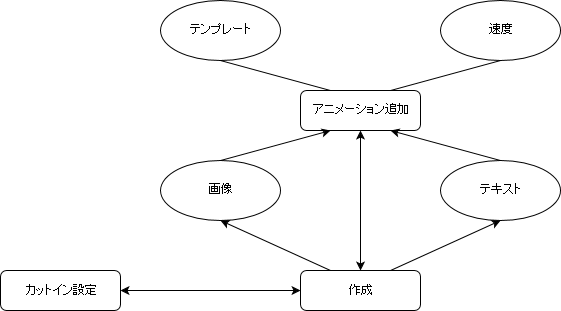 テンプレート
速度
アニメーション追加
画像
テキスト
カットイン設定
作成